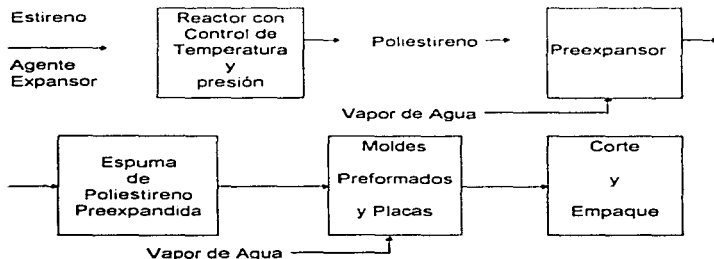 Estireno
Agente
Expansor
Reactor con
Control de
Temperatura
y
presión
Poliestireno
Preexpansor
Vapor de Agua
Espuma
de
Poliestireno
Preexpandida
Moldes
Preformados
y Placas
Vapor de Agua
Corte
y
Empaque